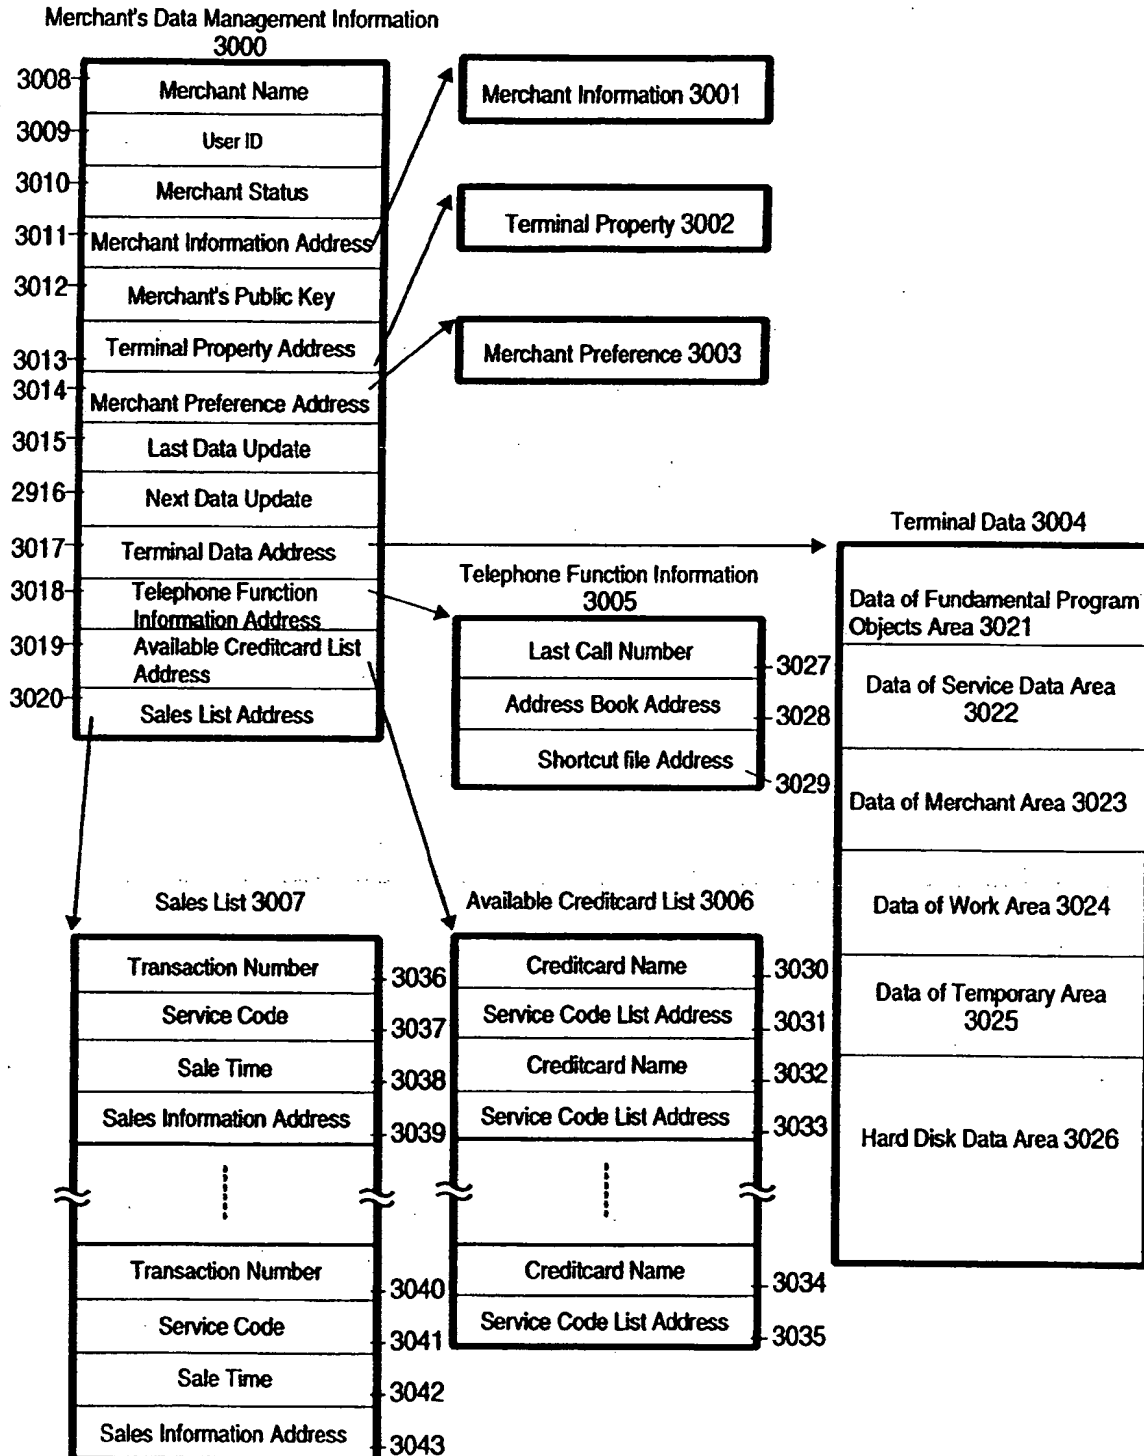 Merchant's Data Management Information
3000
3008
Merchant Name
3009
User ID
3010
Merchant Status
3011
Merchant Information Address
3012
Merchant's Public Key
3013
Terminal Property Address
3014
Merchant Preference Address
3015
Last Data Update
2916
Next Data Update
3017
Terminal Data Address
3018
Telephone Function
Information Address
3019
Available Creditcard List
Address
3020
Sales List Address
Merchant Information 3001
Terminal Property 3002
Merchant Preference 3003
Telephone Function Information
3005
Last Call Number
3027
Address Book Address
3028
Shortcut file Address
3029
Terminal Data 3004
Data of Fundamental Program
Objects Area 3021
Data of Service Data Area
3022
Data of Merchant Area 3023
Data of Work Area 3024
Data of Temporary Area
3025
Hard Disk Data Area 3026
Sales List 3007
Transaction Number
3036
Service Code
3037
Sale Time
3038
Sales Information Address
3039
Transaction Number
3040
Service Code
3041
Sale Time
3042
Sales Information Address
3043
Available Creditcard List 3006
Creditcard Name
3030
Service Code List Address
3031
Creditcard Name
3032
Service Code List Address
3033
Creditcard Name
3034
Service Code List Address
3035